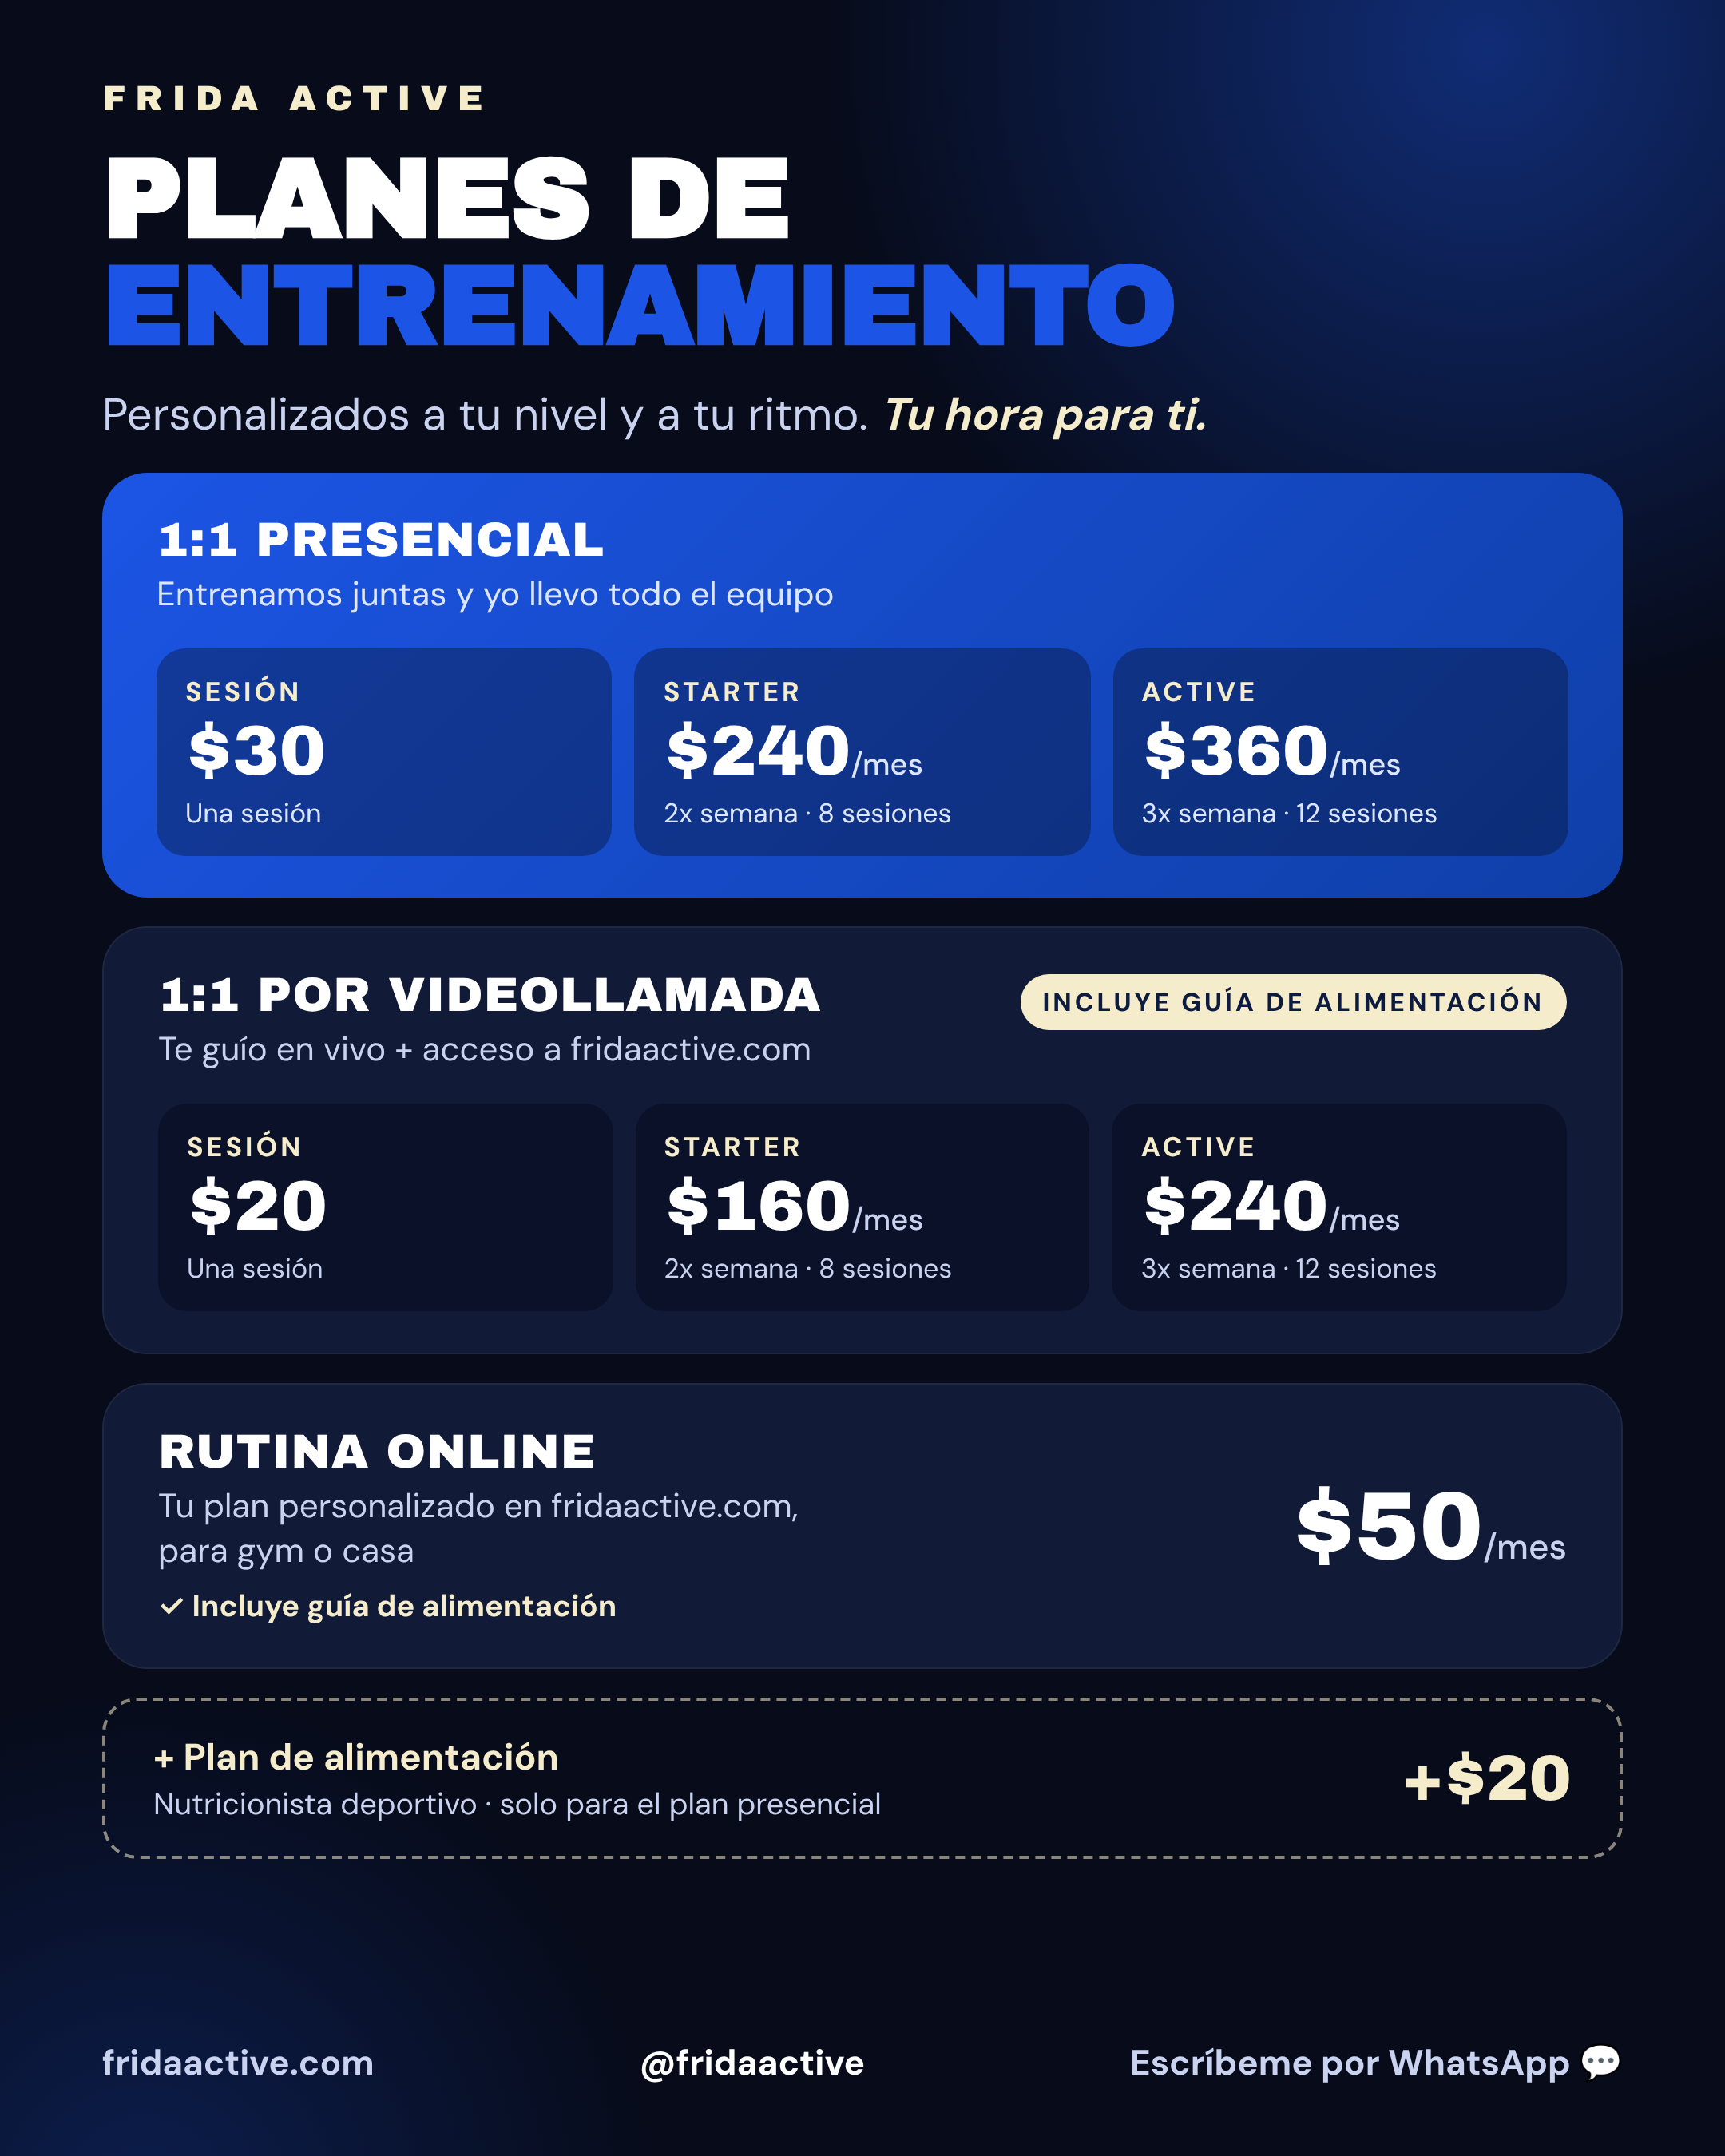 FRIDA ACTIVE
PLANES DE
ENTRENAMIENTO
Personalizados a tu nivel y a tu ritmo. Tu hora para ti.
1:1 PRESENCIAL
Entrenamos juntas y yo llevo todo el equipo
SESIÓN
$30
Una sesión
STARTER
$240/mes
2x semana · 8 sesiones
ACTIVE
$360/mes
3x semana · 12 sesiones
1:1 POR VIDEOLLAMADA
INCLUYE GUÍA DE ALIMENTACIÓN
Te guío en vivo + acceso a fridaactive.com
SESIÓN
$20
Una sesión
STARTER
$160/mes
2x semana · 8 sesiones
ACTIVE
$240/mes
3x semana · 12 sesiones
RUTINA ONLINE
Tu plan personalizado en fridaactive.com,
para gym o casa
✓ Incluye guía de alimentación
$50/mes
+ Plan de alimentación
Nutricionista deportivo · solo para el plan presencial
+$20
fridaactive.com
@fridaactive
Escríbeme por WhatsApp 💬